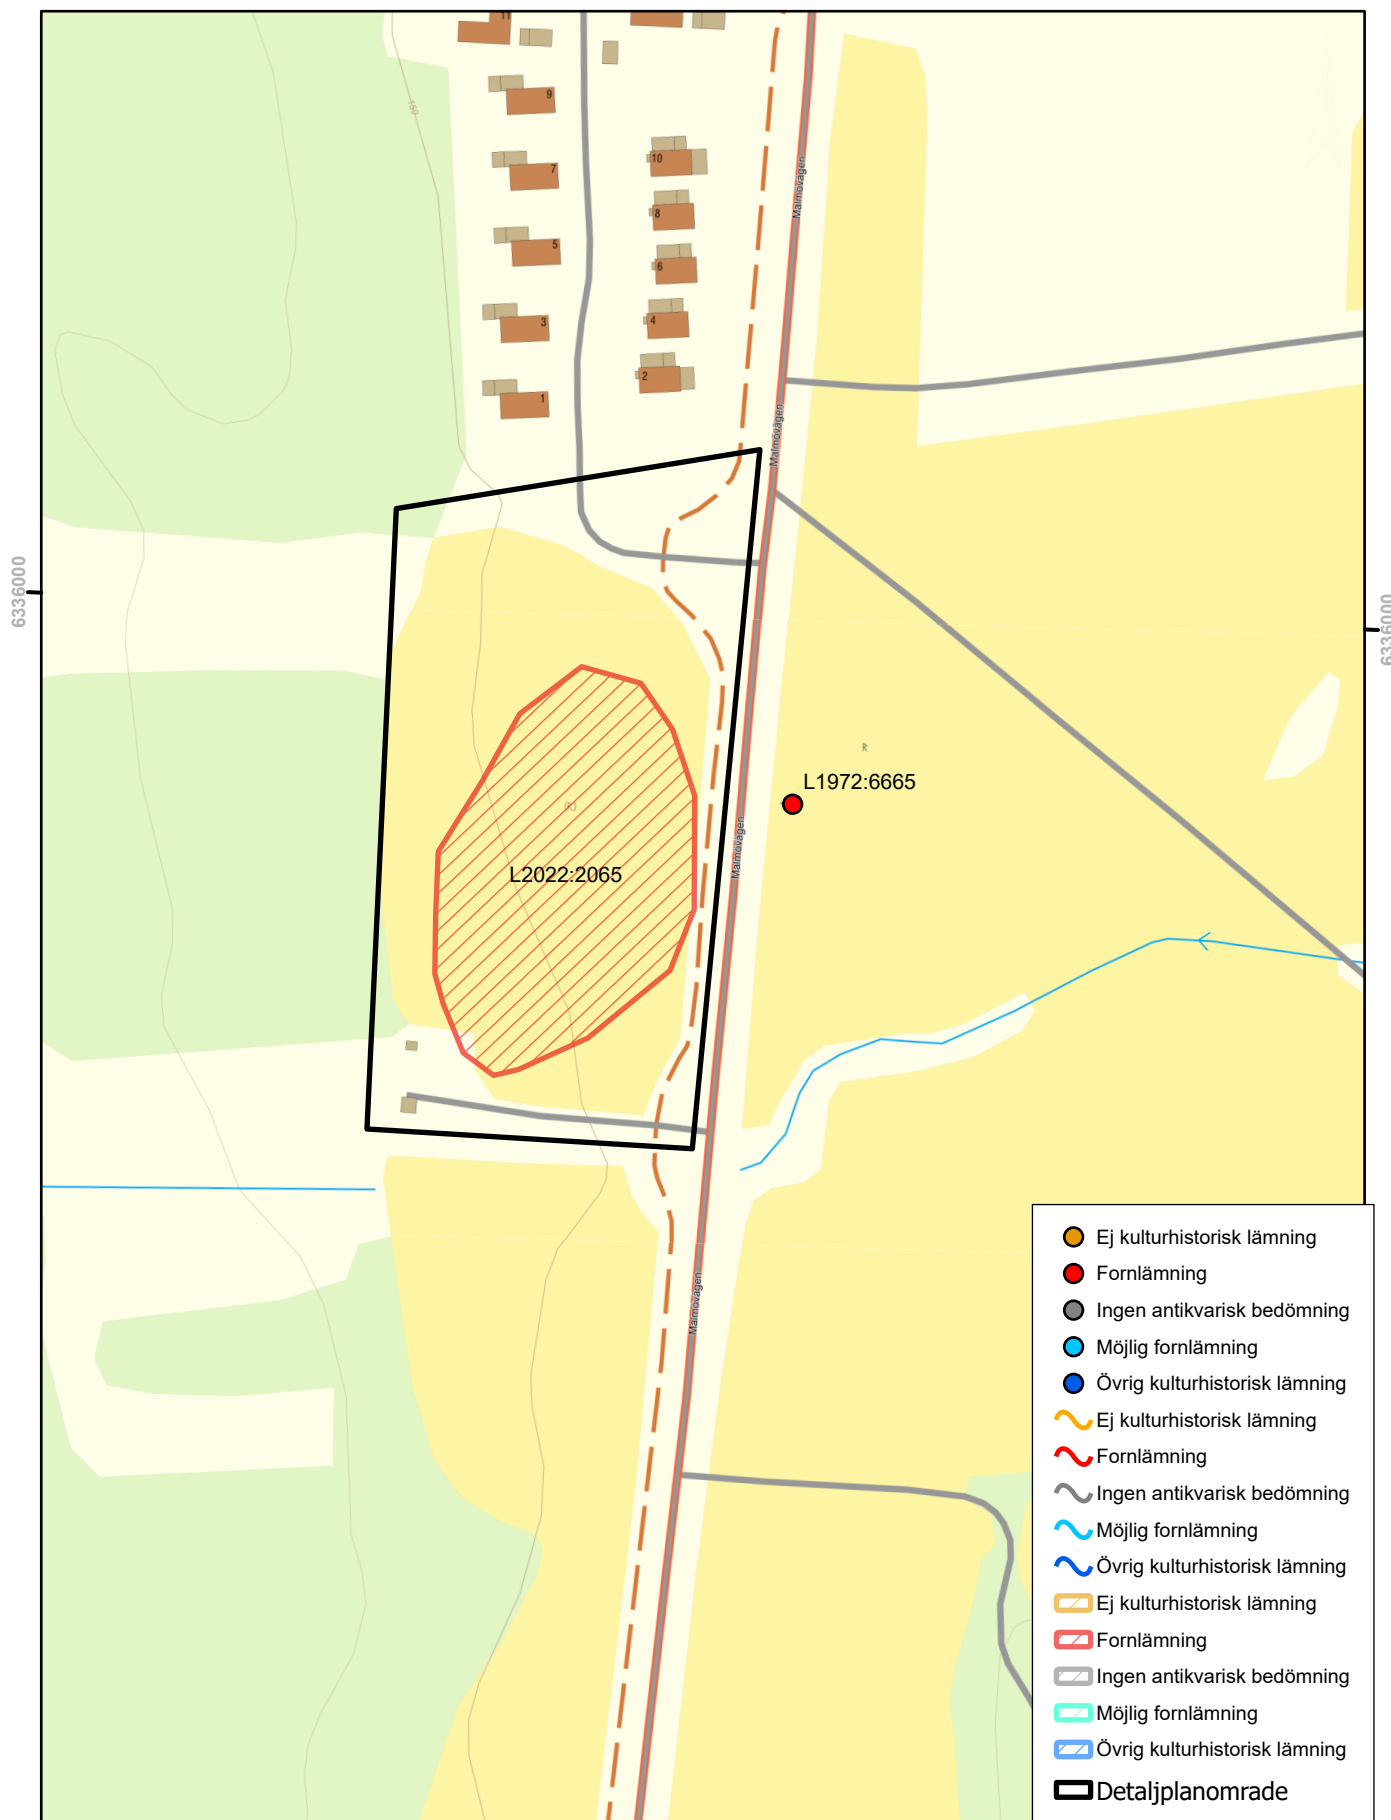 11
9
150
7
10
8
5
6
4
3
2
1
Malmövägen
Malmövägen
6336000
6336000
R
L1972:6665
(R)
L2022:2065
Malmövägen
Malmövägen
Ej kulturhistorisk lämning
Fornlämning
Ingen antikvarisk bedömning
Möjlig fornlämning
Övrig kulturhistorisk lämning
Ej kulturhistorisk lämning
Fornlämning
Ingen antikvarisk bedömning
Möjlig fornlämning
Övrig kulturhistorisk lämning
Ej kulturhistorisk lämning
Fornlämning
Ingen antikvarisk bedömning
Möjlig fornlämning
Övrig kulturhistorisk lämning
Detaljplanomrade